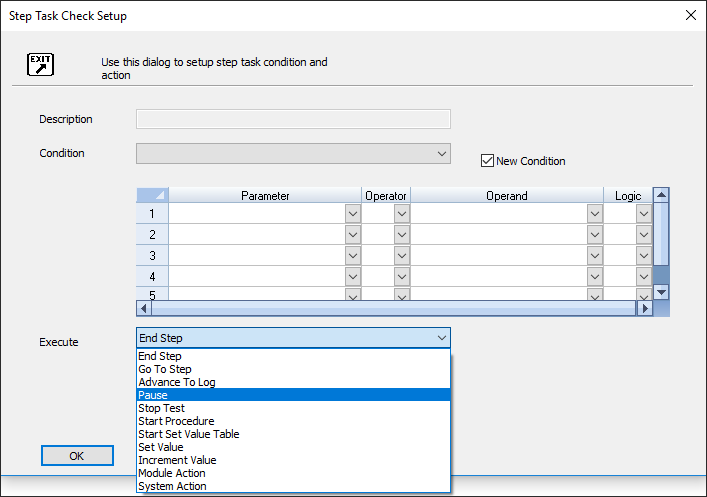 Step Task Check Setup
EXIT
Use this dialog to setup step task condition and
action
Description
Condition
New Condition
Parameter Operator Operand Logic
1
2
3
4
5
Execute
End Step
End Step
Go To Step
Advance To Log
Pause
Stop Test
Start Procedure
Start Set Value Table
Set Value
Increment Value
Module Action
System Action
OK